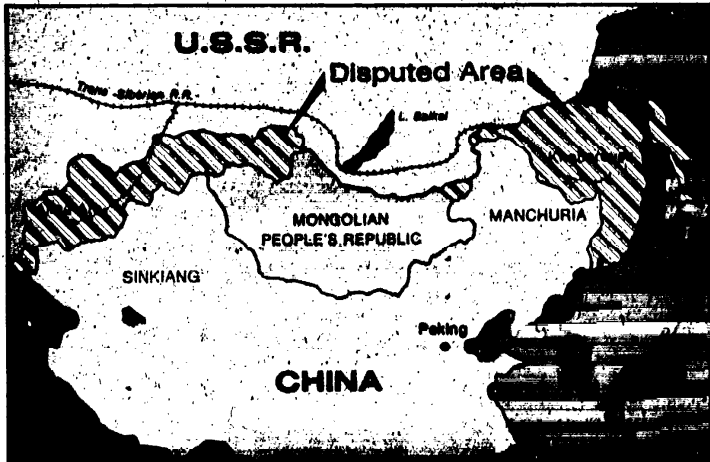 U.S.S.R.
Trans-Siberian R.R.
Disputed Area
L. Baikal
MONGOLIAN
PEOPLE'S REPUBLIC
MANCHURIA
SINKIANG
Peking
CHINA